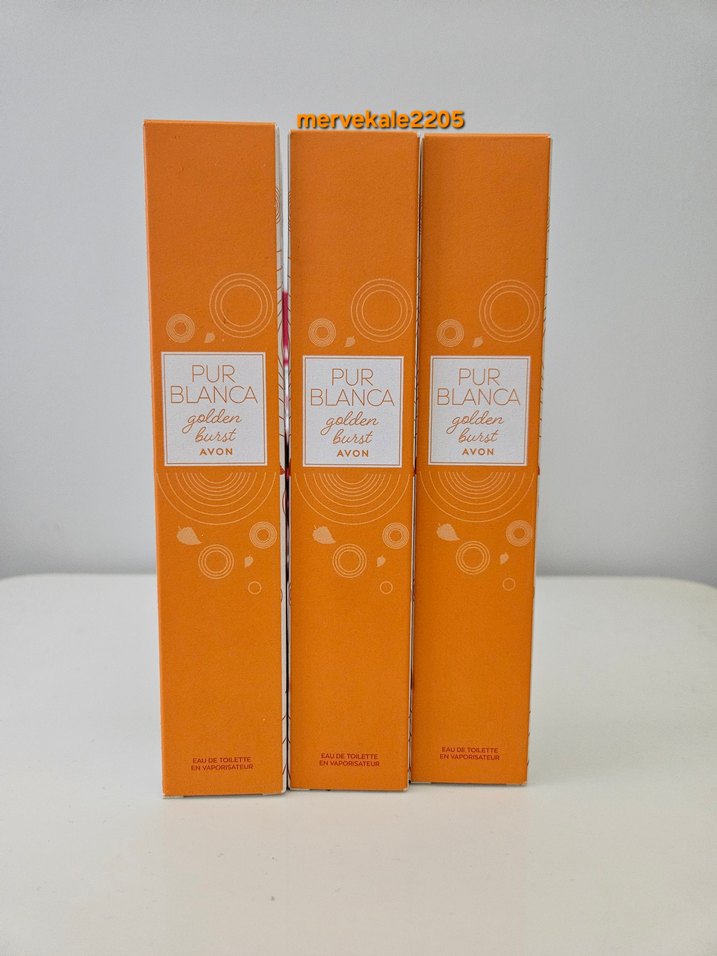 mervekale2205
PUR
BLANCA
golden
burst
AVON
EAU DE TOILETTE
EN VAPORISATEUR
PUR
BLANCA
golden
burst
AVON
EAU DE TOILETTE
EN VAPORISATEUR
PUR
BLANCA
golden
burst
AVON
EAU DE TOILETTE
EN VAPORISATEUR